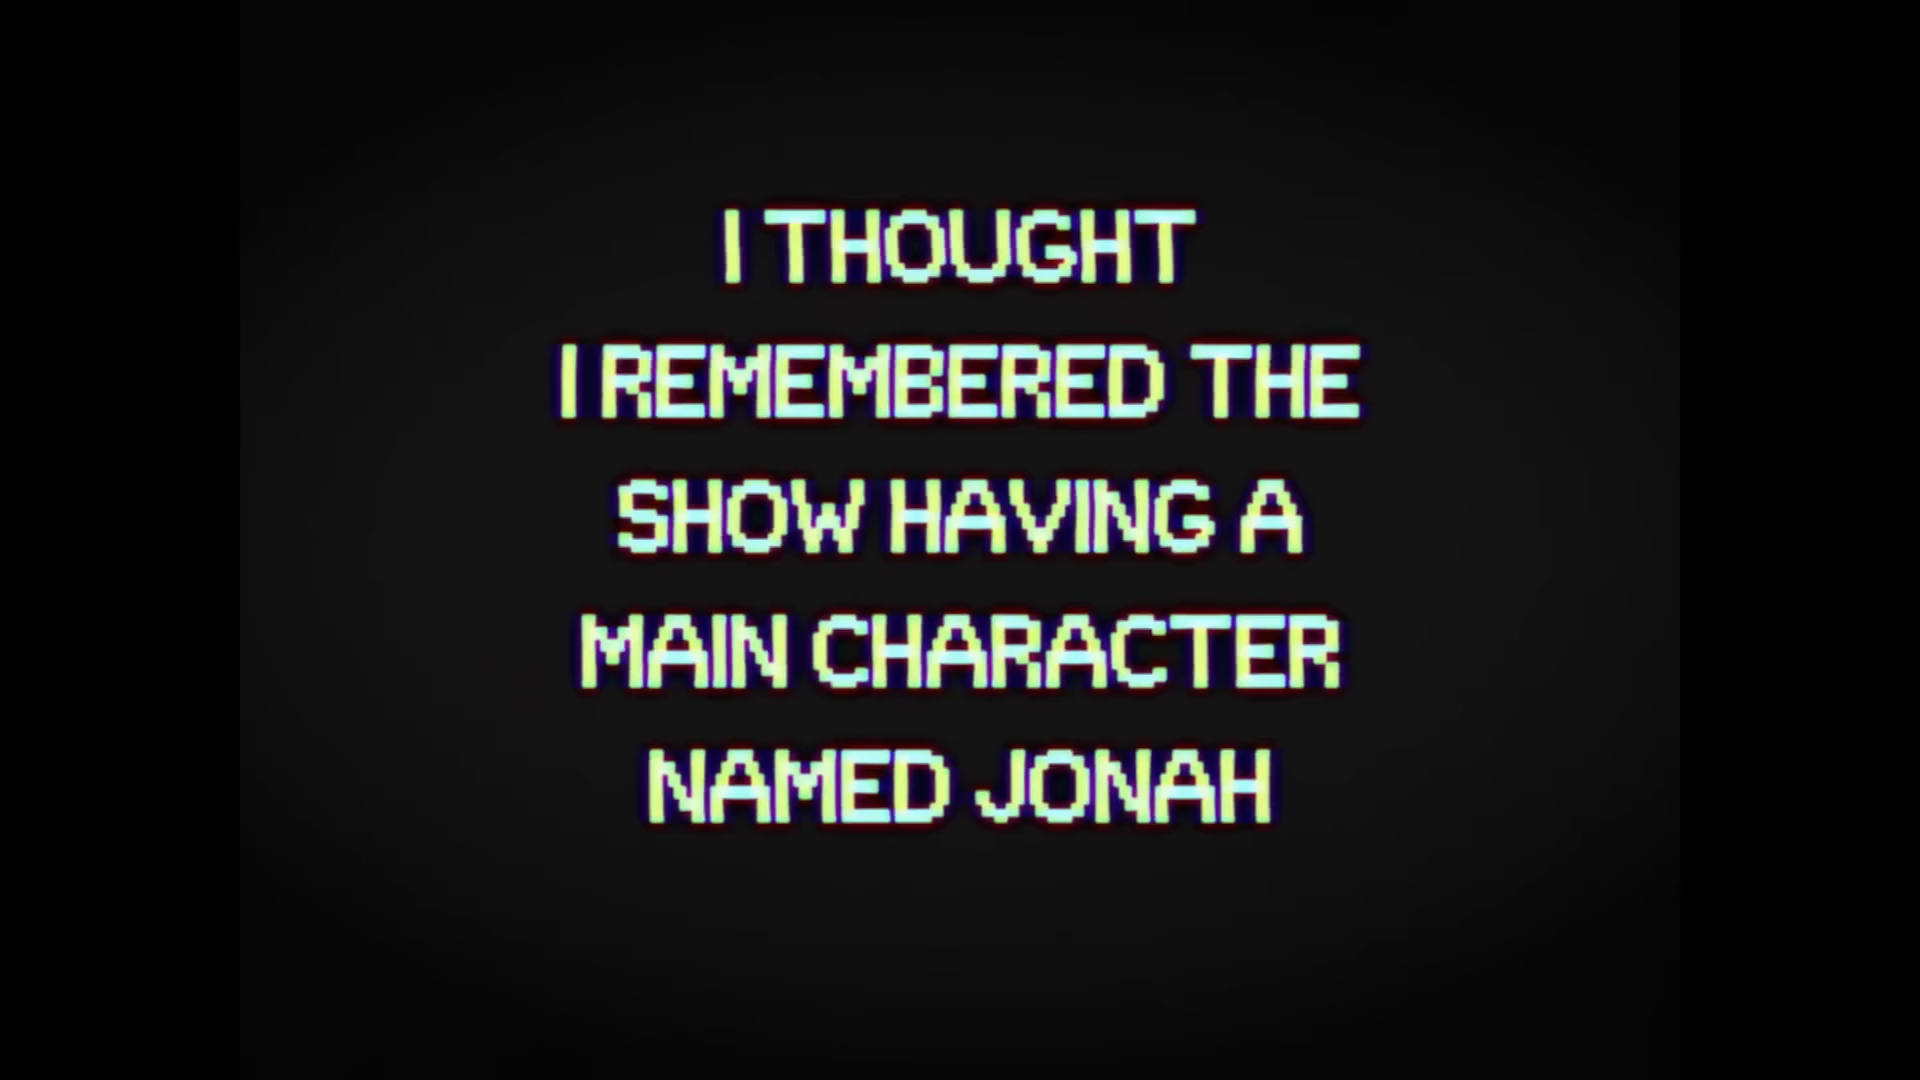 I THOUGHT
I REMEMBERED THE
SHOW HAVING A
MAIN CHARACTER
NAMED JONAH